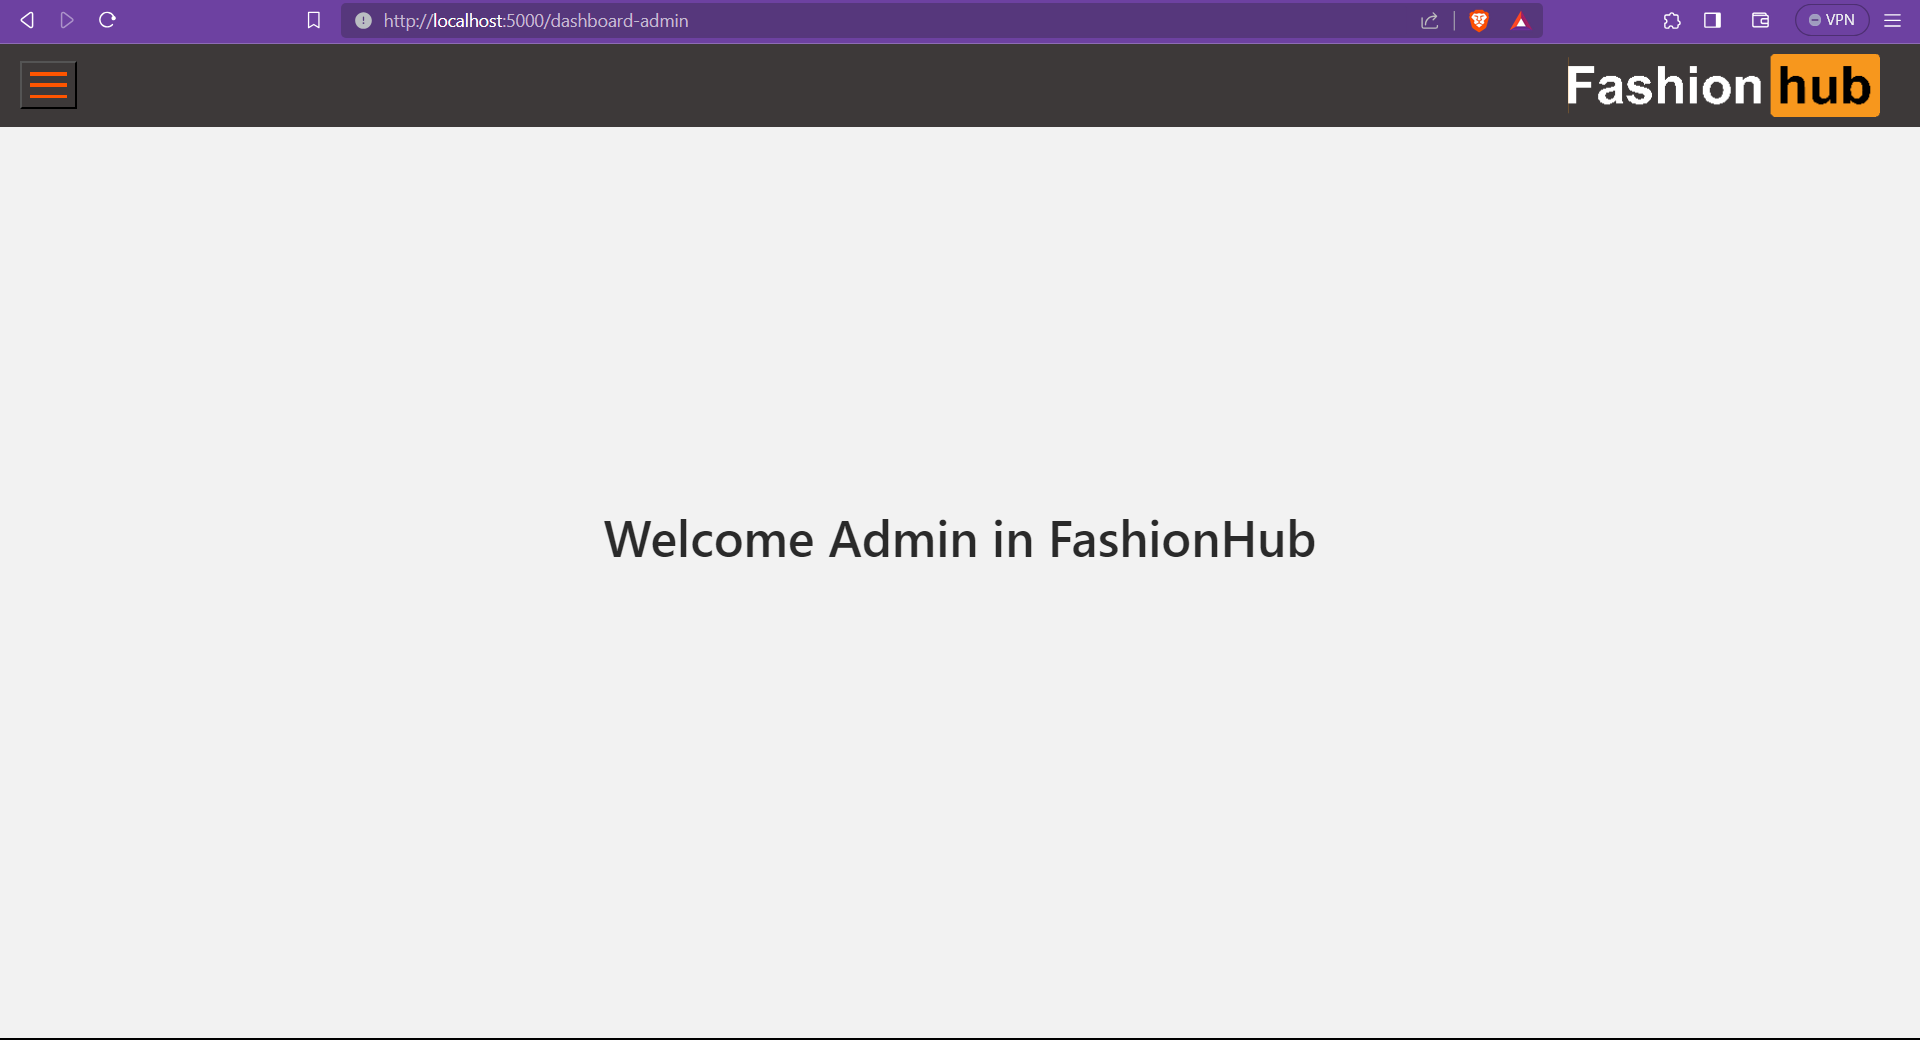 http://localhost:5000/dashboard-admin
VPN
Fashion hub
Welcome Admin in FashionHub